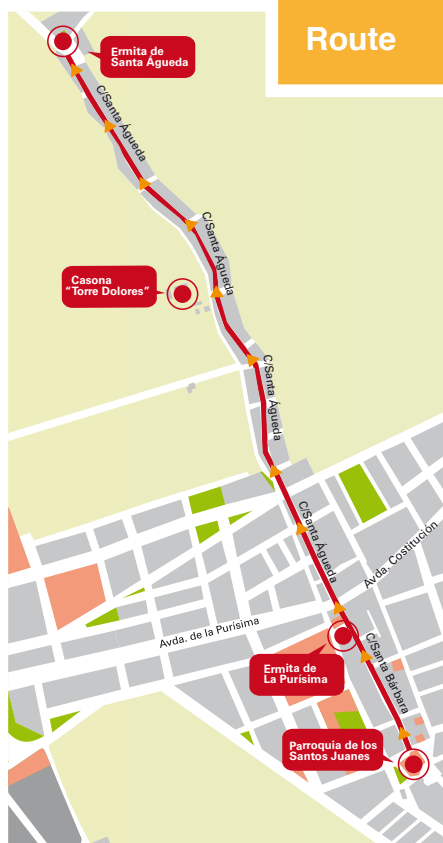 Route
Ermita de
Santa Águeda
C/Santa Águeda
C/Santa Águeda
Casona
"Torre Dolores"
C/Santa Águeda
C/Santa Águeda
Avda. Costitución
Avda. de la Purísima
Ermita de
La Purísima
C/Santa Bárbara
Parroquia de los
Santos Juanes